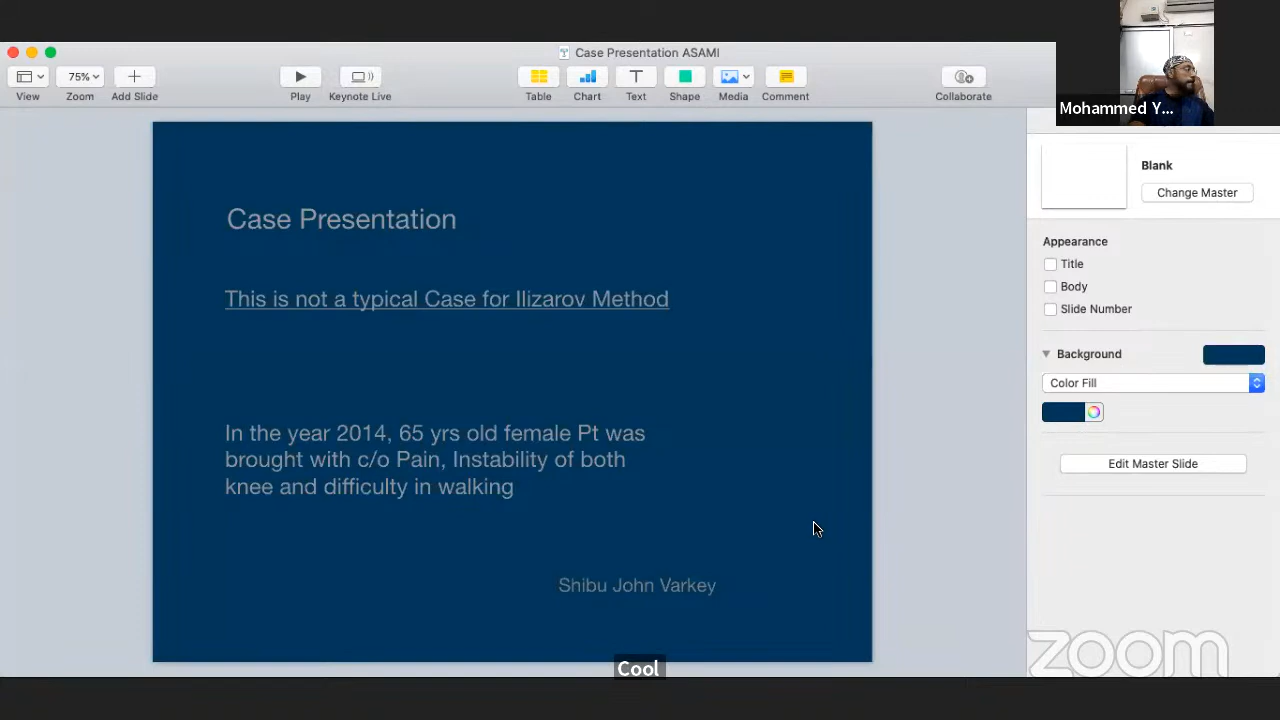 Case Presentation ASAMI
View
75%
Zoom
Add Slide
Play
Keynote Live
Table
Chart
Text
Shape
Media
Comment
Collaborate
Mohammed Y...
Case Presentation
This is not a typical Case for Ilizarov Method
In the year 2014, 65 yrs old female Pt was
brought with c/o Pain, Instability of both
knee and difficulty in walking
Shibu John Varkey
Blank
Change Master
Appearance
Title
Body
Slide Number
Background
Color Fill
Edit Master Slide
zoom
Cool